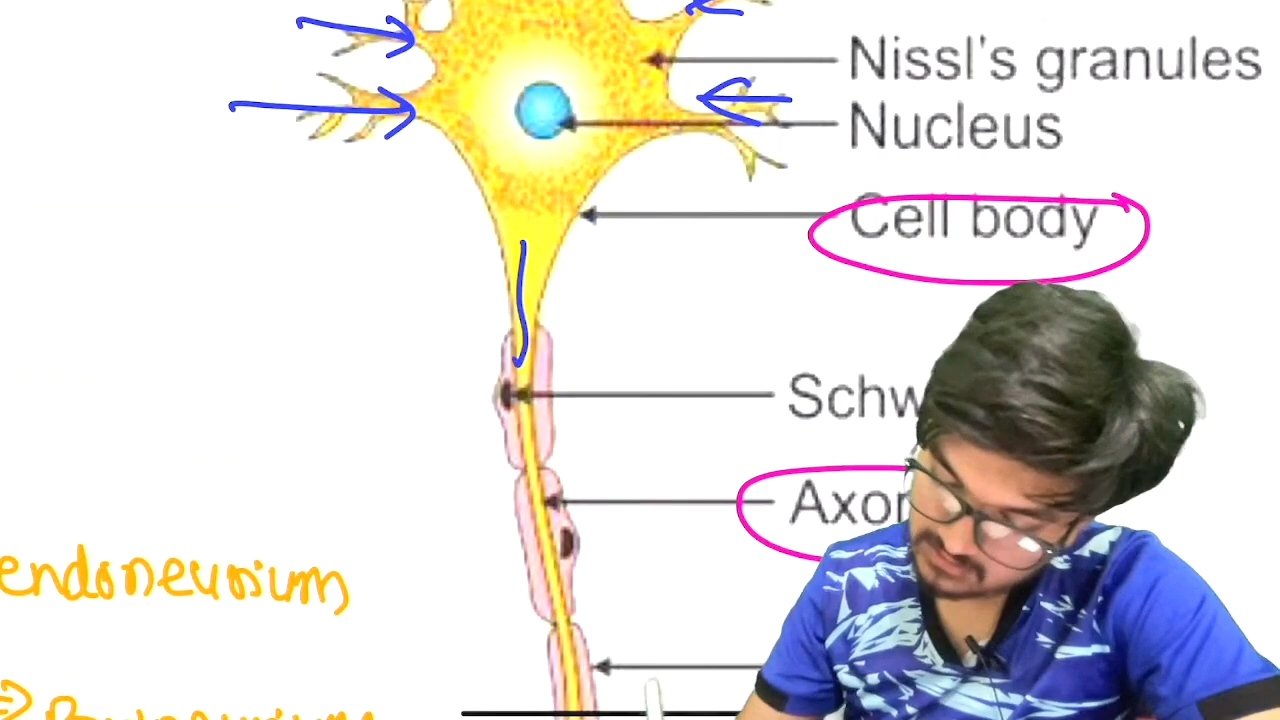 Nissl's granules
Nucleus
Cell body
Schw
Axon
endoneurium